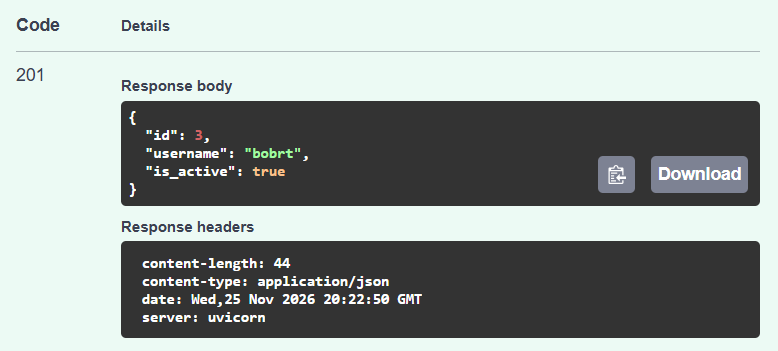 Code Details
201
Response body
{
  "id": 3,
  "username": "bobrt",
  "is_active": true
}
Download
Response headers
content-length: 44
content-type: application/json
date: Wed,25 Nov 2026 20:22:50 GMT
server: uvicorn